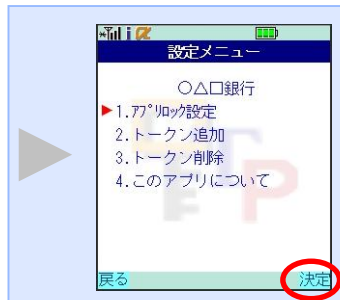 設定メニュー
○△□銀行
1.ｱﾌﾟﾘﾛｯｸ設定
2.トークン追加
3.トークン削除
4.このアプリについて
戻る 決定